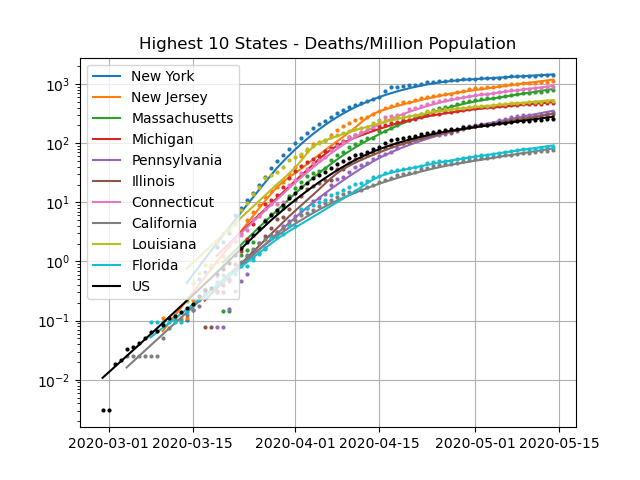 Highest 10 States - Deaths/Million Population
10³
10²
10¹
10⁰
10⁻¹
10⁻²
New York
New Jersey
Massachusetts
Michigan
Pennsylvania
Illinois
Connecticut
California
Louisiana
Florida
US
2020-03-01 2020-03-15 2020-04-01 2020-04-15 2020-05-01 2020-05-15